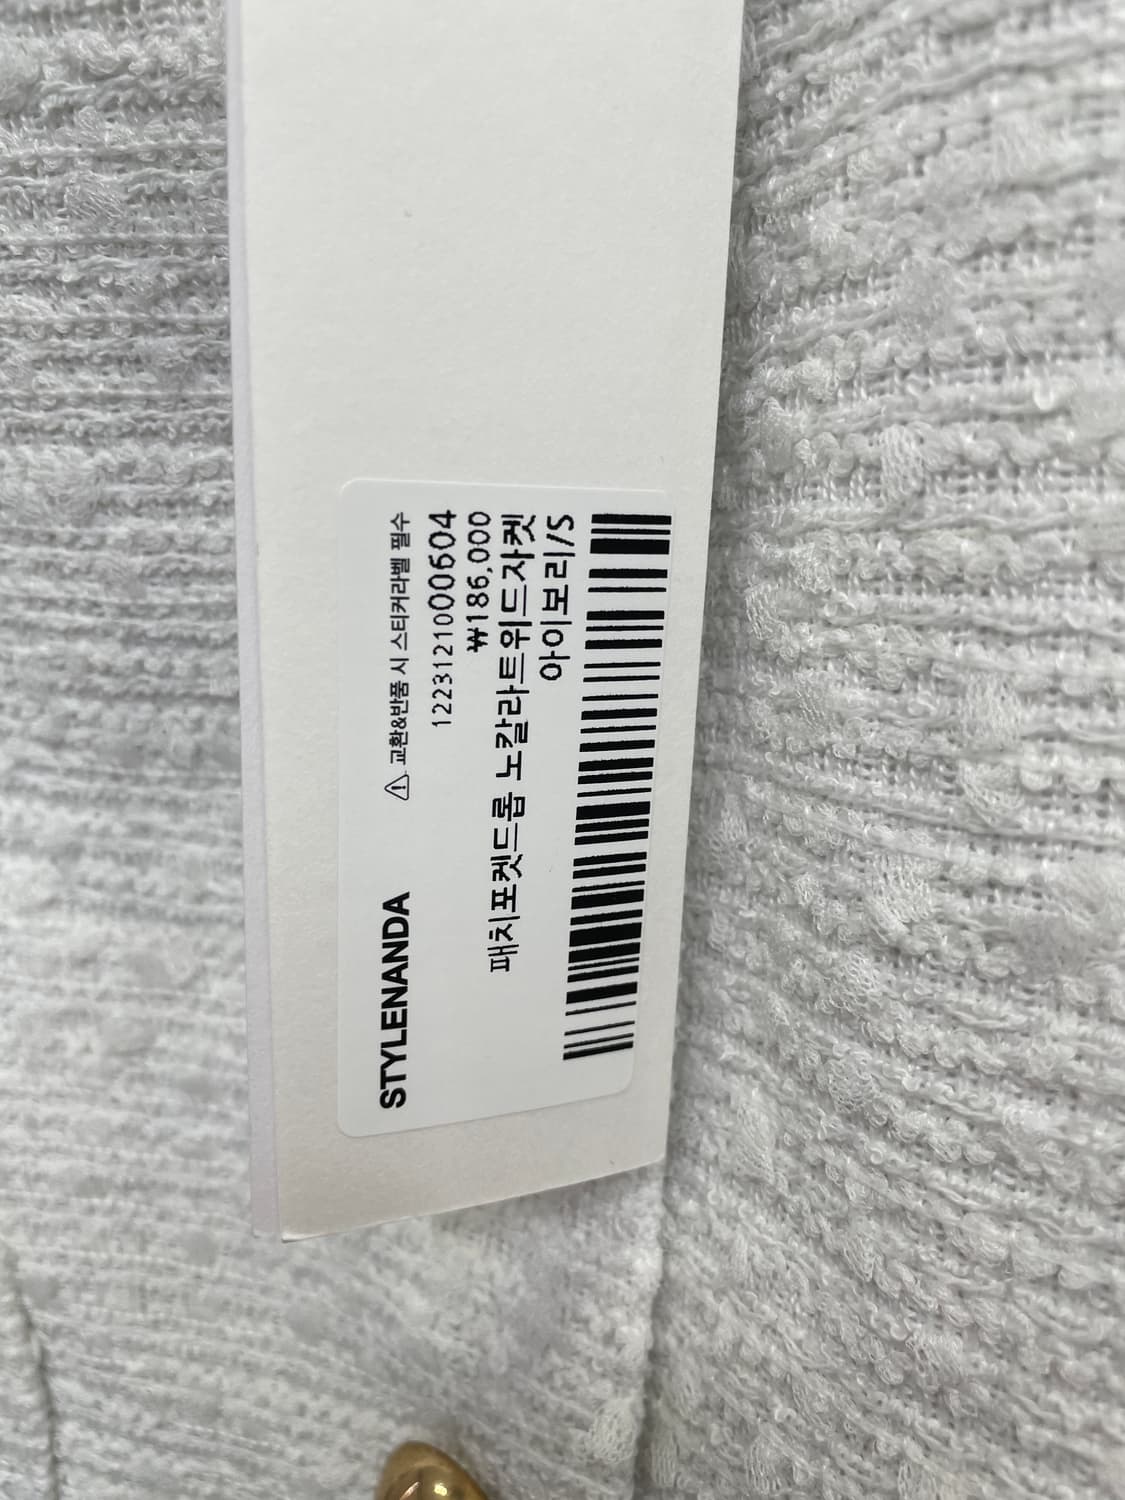 STYLENANDA
⚠ 교환&반품 시 스티커라벨 필수
1223121000604
₩186,000
패치포켓드롭 노칼라트위드자켓
아이보리/S